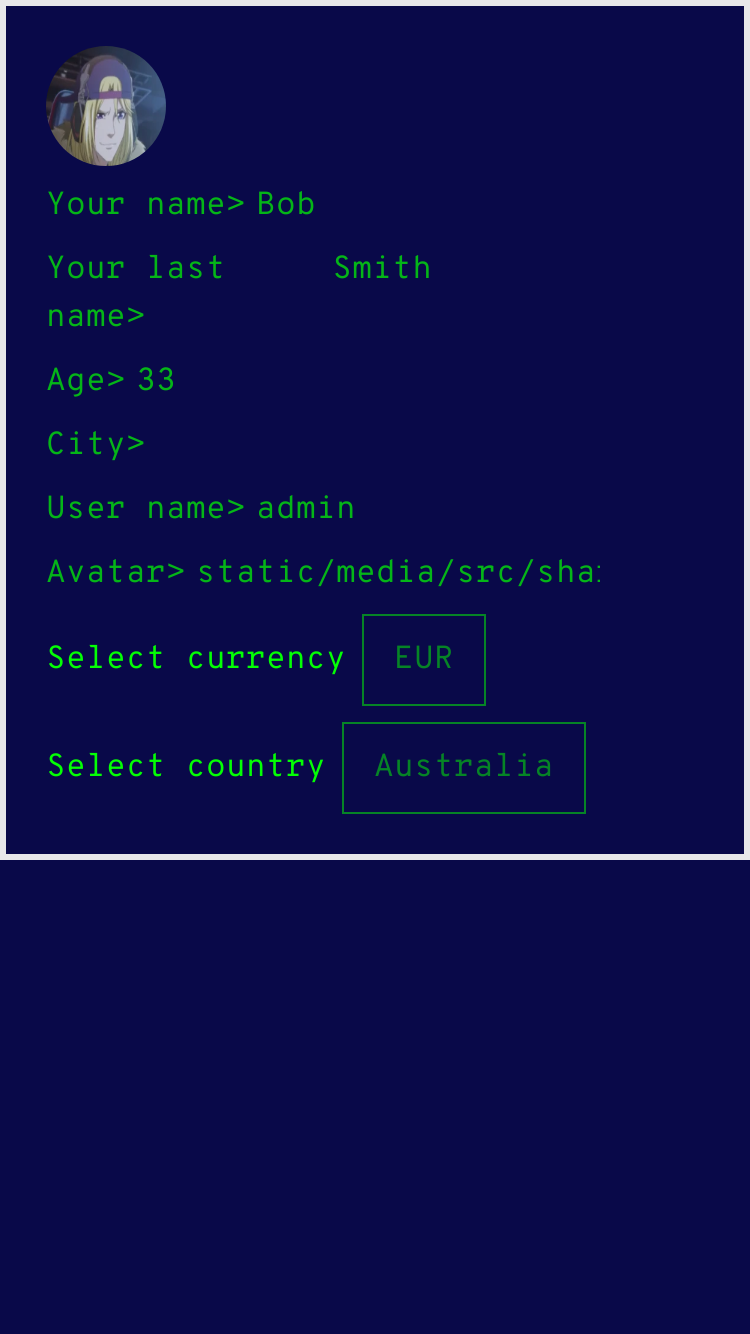 Your name> Bob
Your last Smith
name>
Age> 33
City>
User name> admin
Avatar> static/media/src/sha
Select currency EUR
Select country Australia